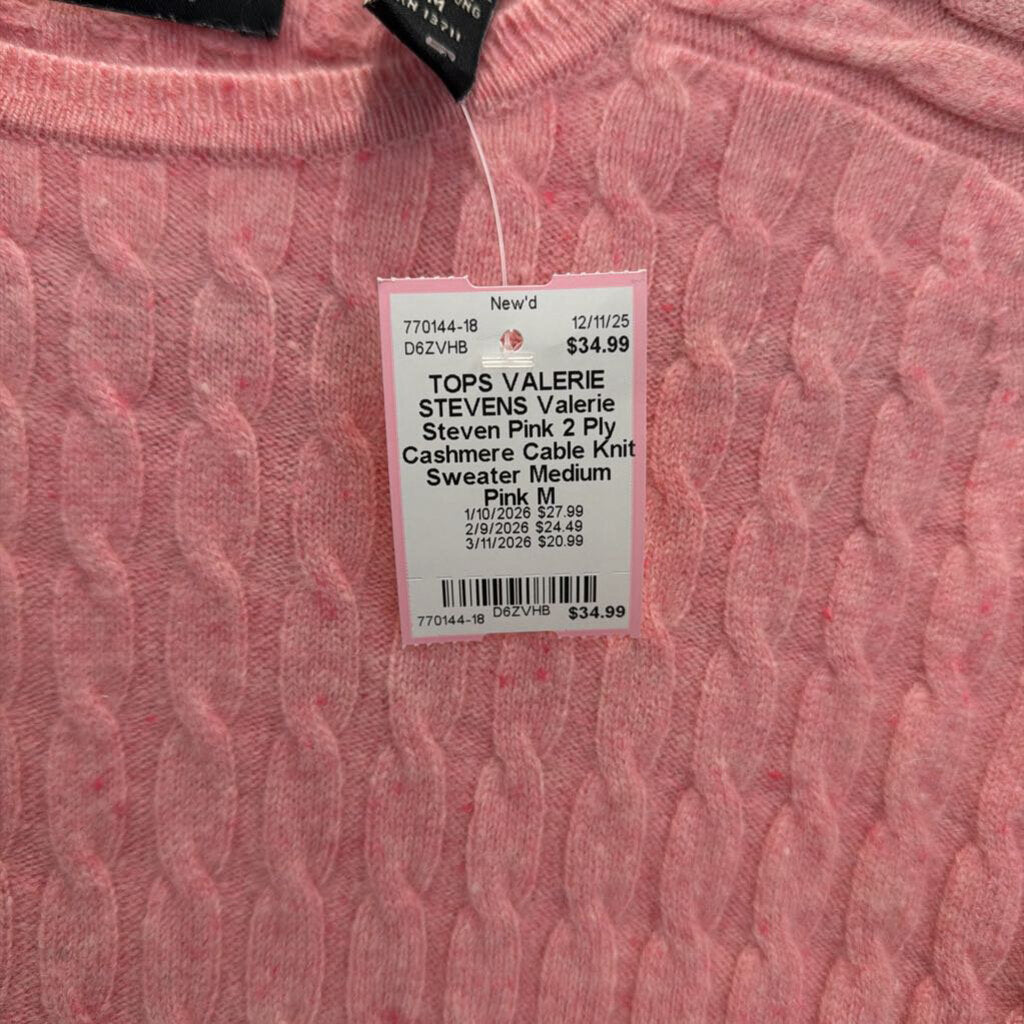 M
RN 13711
New'd
770144-18 12/11/25
D6ZVHB $34.99
TOPS VALERIE
STEVENS Valerie
Steven Pink 2 Ply
Cashmere Cable Knit
Sweater Medium
Pink M
1/10/2026 $27.99
2/9/2026 $24.49
3/11/2026 $20.99
770144-18 D6ZVHB $34.99